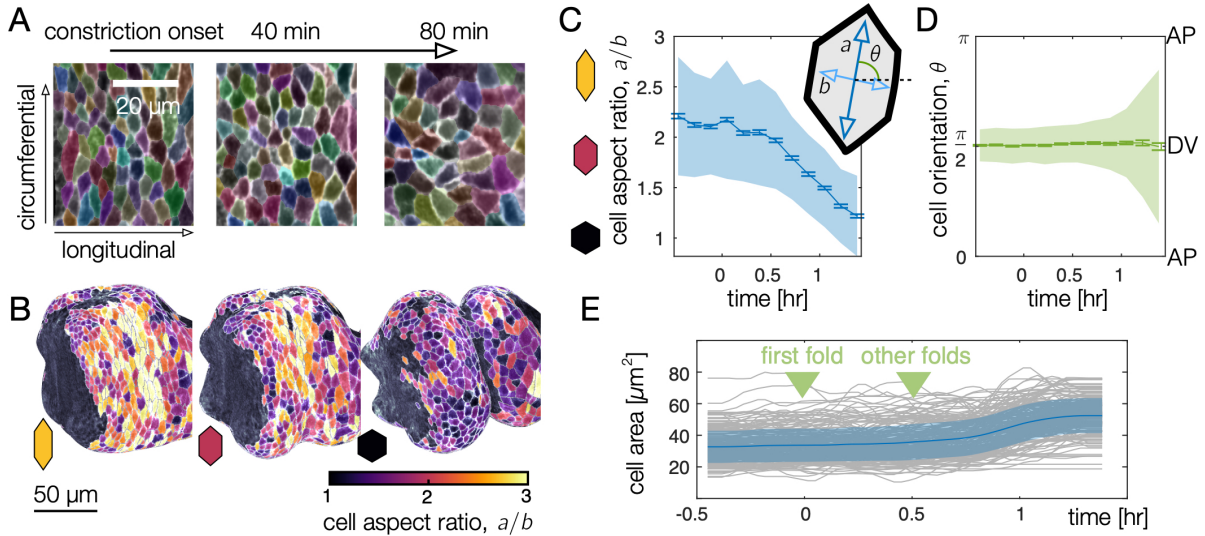 A
constriction onset
40 min
80 min
20 µm
circumferential
longitudinal
B
50 µm
1
2
3
cell aspect ratio, a/b
C
cell aspect ratio, a/b
3
2.5
2
1.5
1
0
0.5
1
time [hr]
a
b
θ
D
cell orientation, θ
π
π
2
0
AP
DV
AP
0
0.5
1
time [hr]
E
cell area [µm²]
80
60
40
20
first fold
other folds
-0.5
0
0.5
1
time [hr]